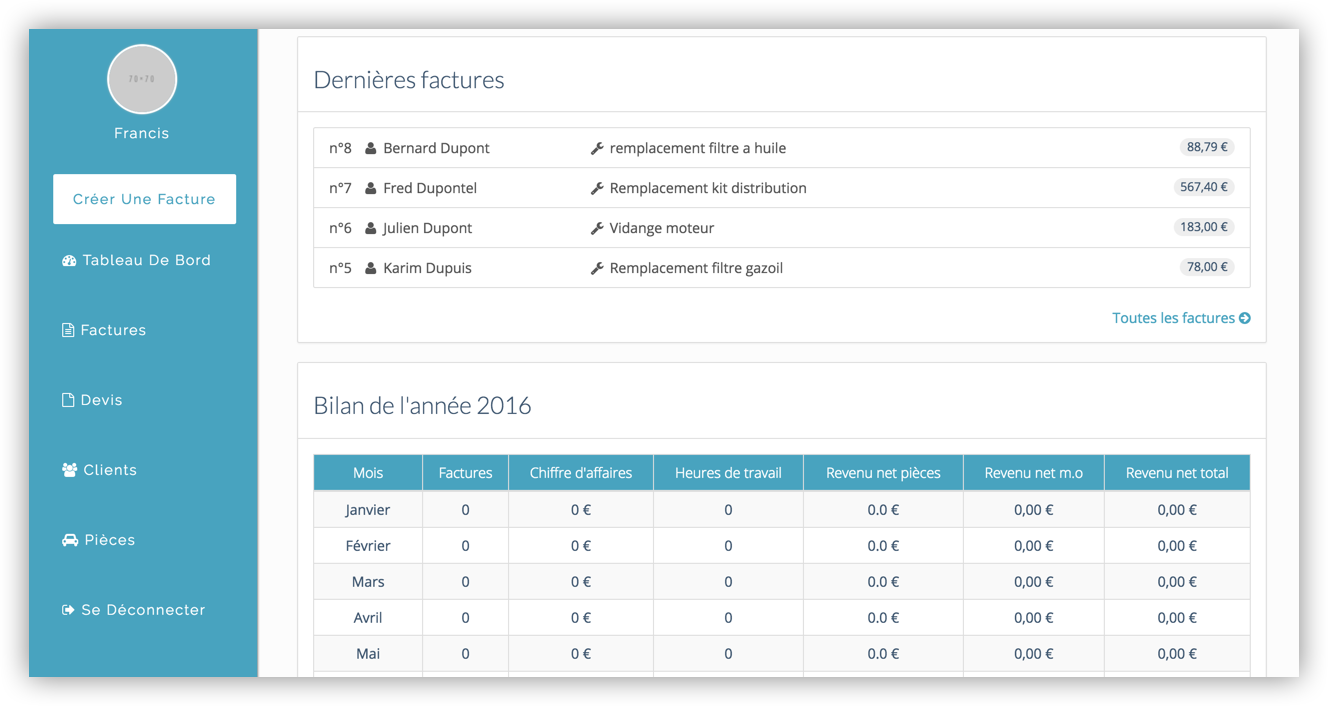 70×70
Francis
Créer Une Facture
Tableau De Bord
Factures
Devis
Clients
Pièces
Se Déconnecter
Dernières factures
n°8 Bernard Dupont remplacement filtre a huile 88,79 €
n°7 Fred Dupontel Remplacement kit distribution 567,40 €
n°6 Julien Dupont Vidange moteur 183,00 €
n°5 Karim Dupuis Remplacement filtre gazoil 78,00 €
Toutes les factures
Bilan de l'année 2016
Mois Factures Chiffre d'affaires Heures de travail Revenu net pièces Revenu net m.o Revenu net total
Janvier 0 0 € 0 0.0 € 0,00 € 0,00 €
Février 0 0 € 0 0.0 € 0,00 € 0,00 €
Mars 0 0 € 0 0.0 € 0,00 € 0,00 €
Avril 0 0 € 0 0.0 € 0,00 € 0,00 €
Mai 0 0 € 0 0.0 € 0,00 € 0,00 €